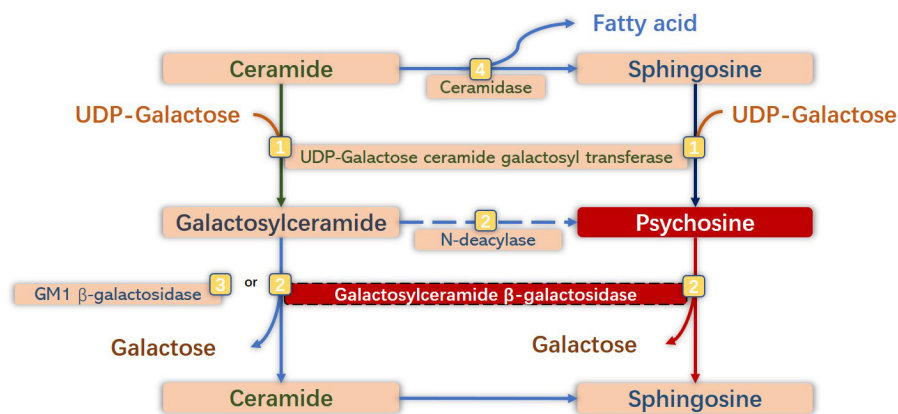 Fatty acid
Ceramide
4
Sphingosine
Ceramidase
UDP-Galactose
UDP-Galactose
1
UDP-Galactose ceramide galactosyl transferase
1
Galactosylceramide
2
Psychosine
N-deacylase
GM1 β-galactosidase
3
or
2
Galactosylceramide β-galactosidase
2
Galactose
Galactose
Ceramide
Sphingosine